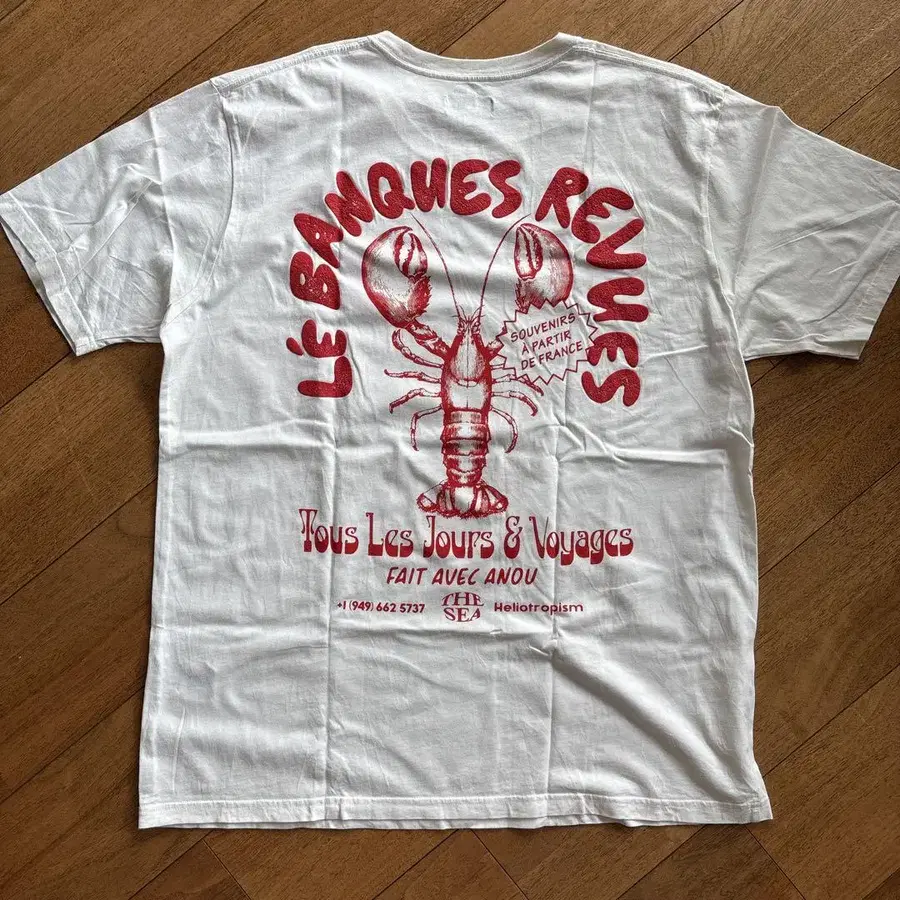 LÉ BANQUES REVUES
SOUVENIRS
À PARTIR
DE FRANCE
Tous Les Jours & Voyages
FAIT AVEC ANOU
+1 (949) 662 5737 THE SEA Heliotropism